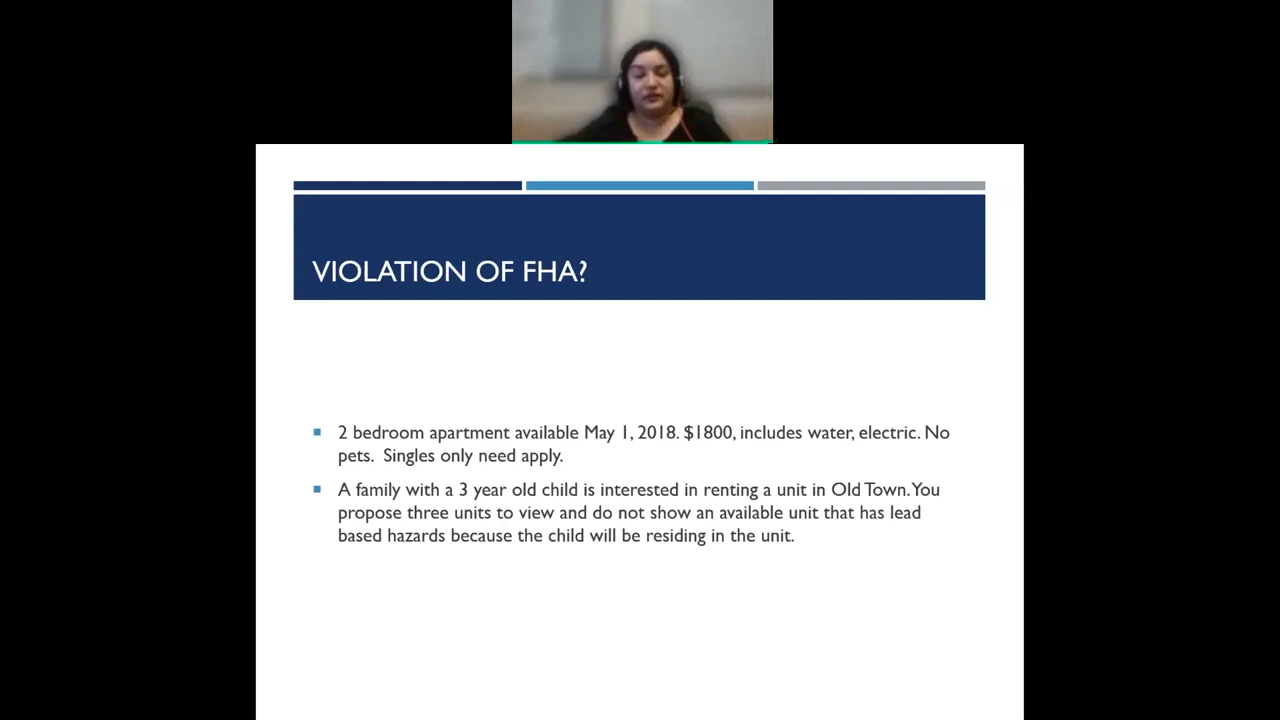 VIOLATION OF FHA?
2 bedroom apartment available May 1, 2018. $1800, includes water, electric. No
pets.  Singles only need apply.
A family with a 3 year old child is interested in renting a unit in Old Town. You
propose three units to view and do not show an available unit that has lead
based hazards because the child will be residing in the unit.